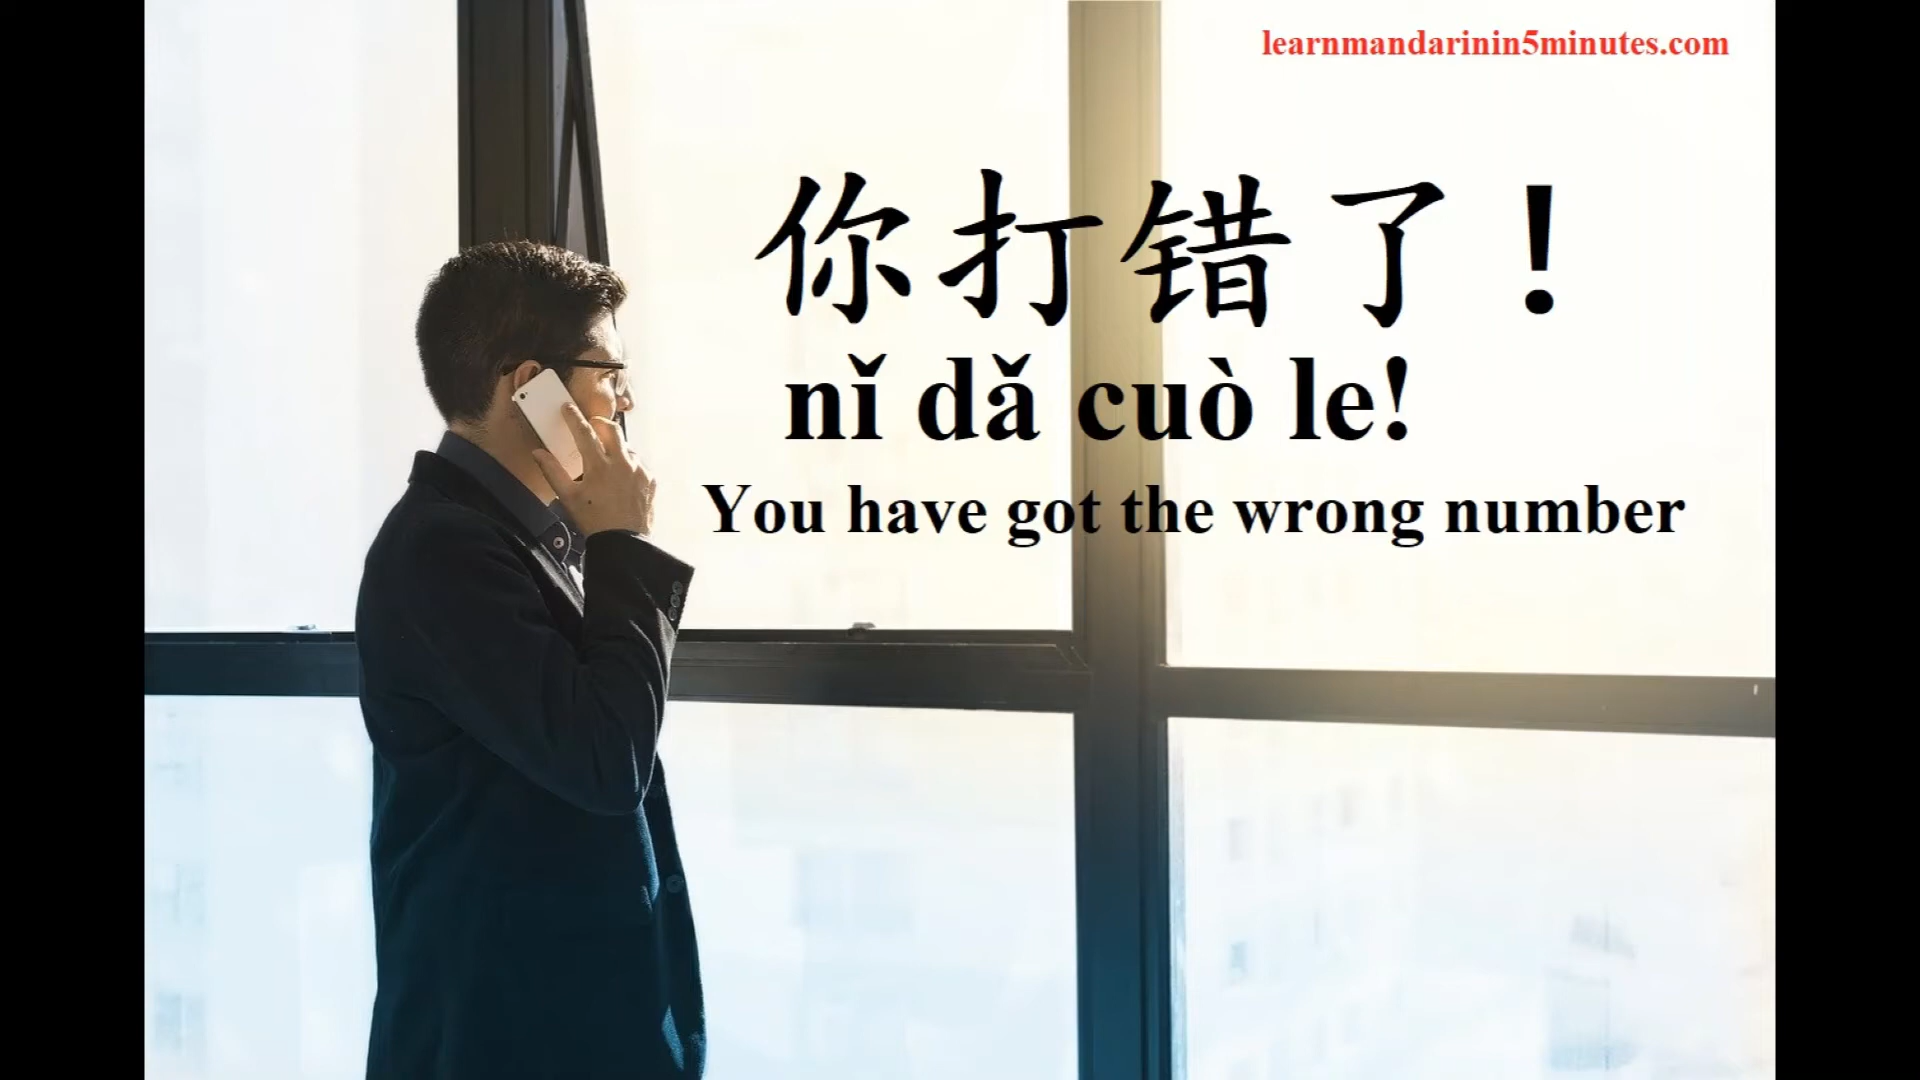 learnmandarinin5minutes.com
你打错了！
nǐ dǎ cuò le!
You have got the wrong number